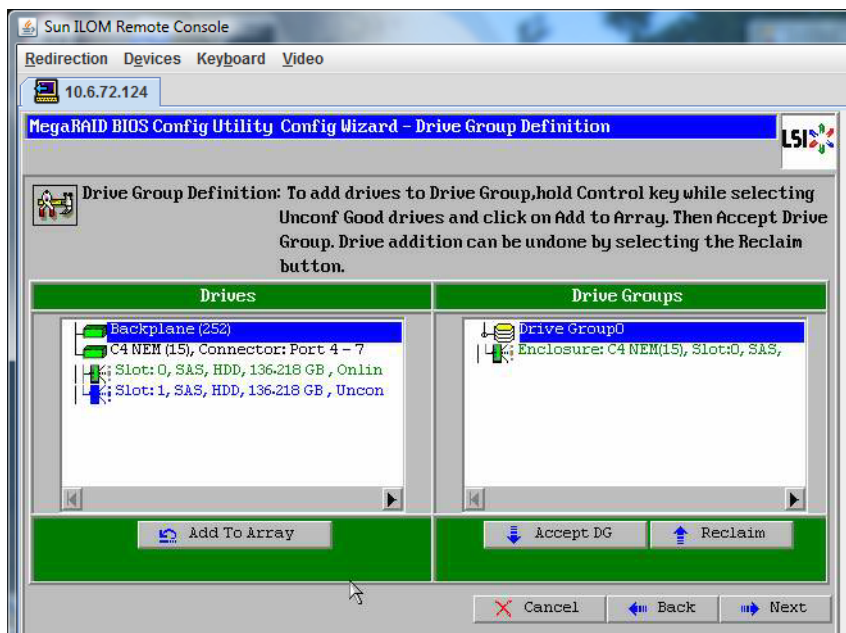 Sun ILOM Remote Console
Redirection Devices Keyboard Video
10.6.72.124
MegaRAID BIOS Config Utility Config Wizard - Drive Group Definition
LSI
Drive Group Definition: To add drives to Drive Group,hold Control key while selecting
Unconf Good drives and click on Add to Array. Then Accept Drive
Group. Drive addition can be undone by selecting the Reclaim
button.
Drives
Drive Groups
Backplane (252)
C4 NEM (15), Connector: Port 4 - 7
Slot: 0, SAS, HDD, 136.218 GB , Onlin
Slot: 1, SAS, HDD, 136.218 GB , Uncon
Drive Group0
Enclosure: C4 NEM(15), Slot:0, SAS,
Add To Array
Accept DG
Reclaim
Cancel
Back
Next